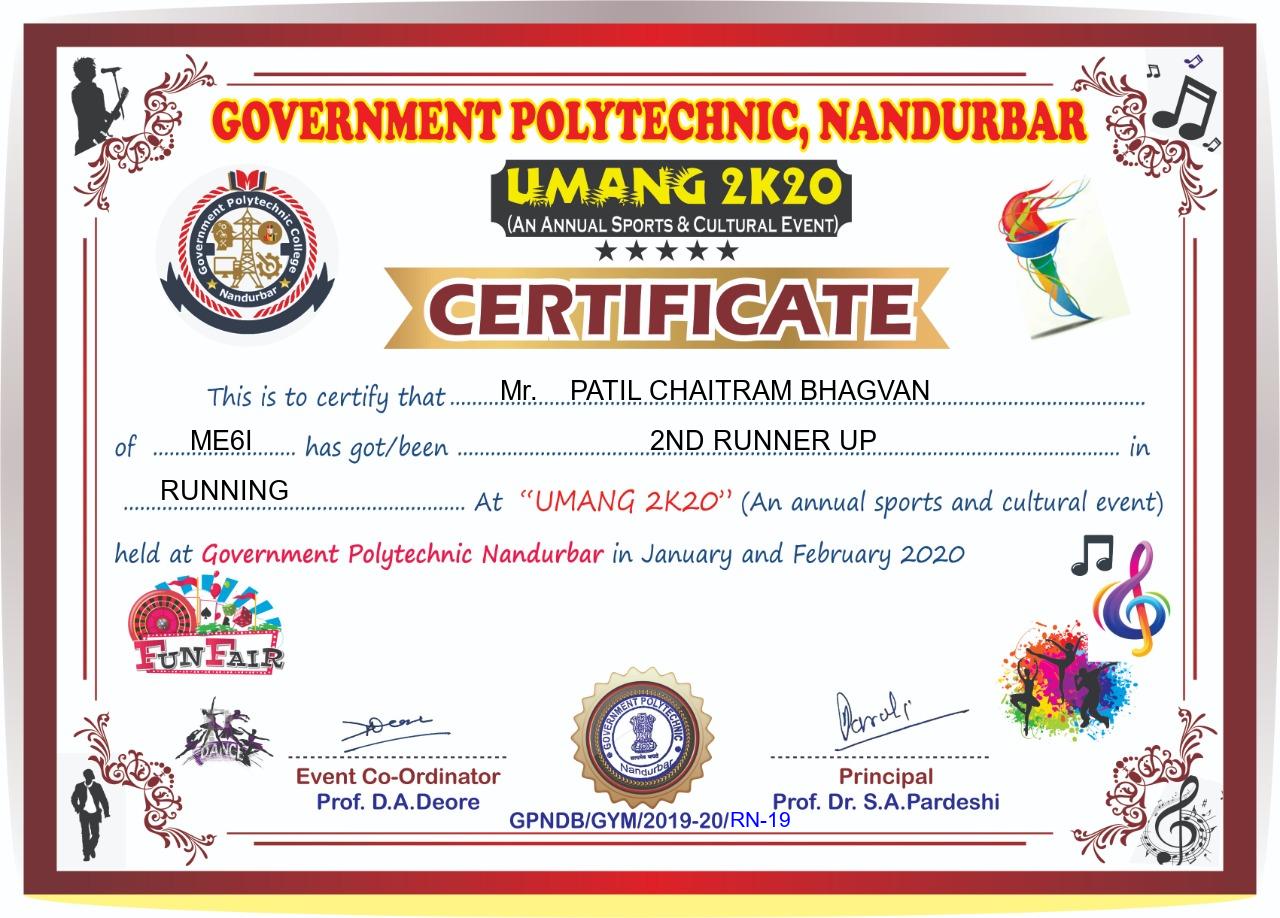 GOVERNMENT POLYTECHNIC, NANDURBAR
UMANG 2K20
(AN ANNUAL SPORTS & CULTURAL EVENT)
Government Polytechnic College
Nandurbar
CERTIFICATE
This is to certify that Mr. PATIL CHAITRAM BHAGVAN
of ME6I has got/been 2ND RUNNER UP in
RUNNING At “UMANG 2K20” (An annual sports and cultural event)
held at Government Polytechnic Nandurbar in January and February 2020
FUN FAIR
DANCE
GOVERNMENT POLYTECHNIC
Nandurbar
Event Co-Ordinator
Prof. D.A.Deore
Principal
Prof. Dr. S.A.Pardeshi
GPNDB/GYM/2019-20/RN-19